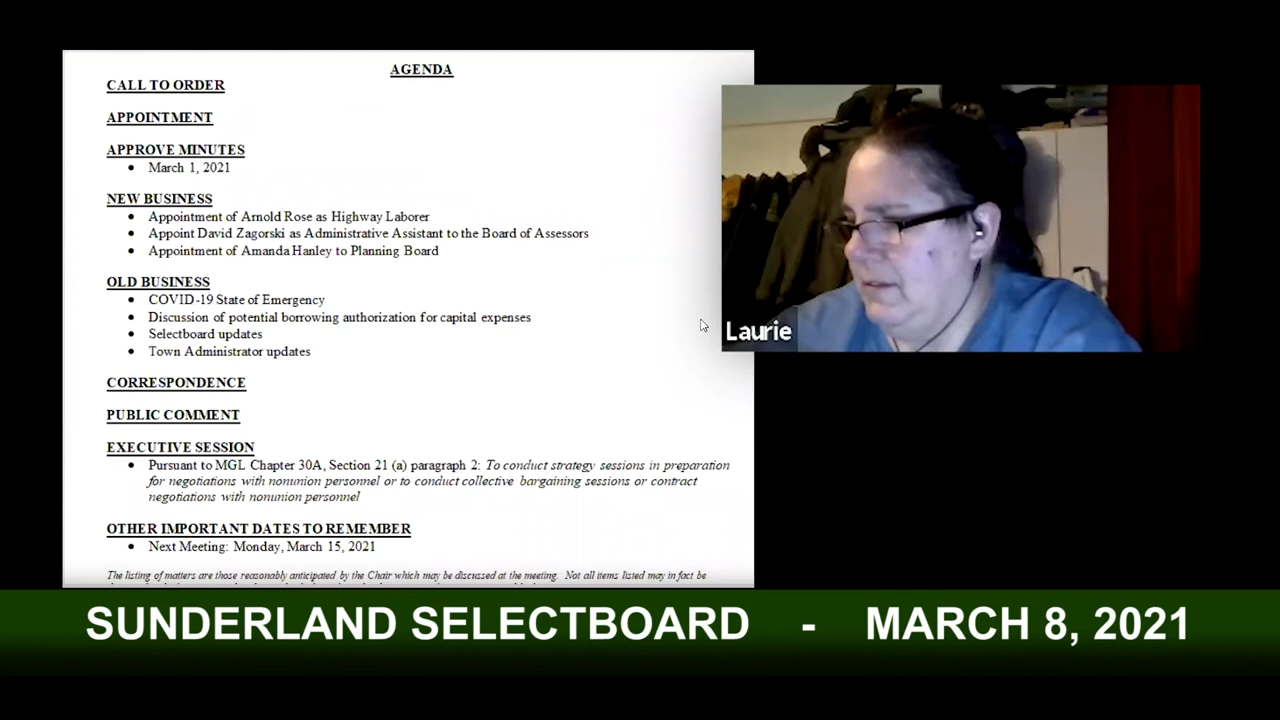 AGENDA
CALL TO ORDER
APPOINTMENT
APPROVE MINUTES
• March 1, 2021
NEW BUSINESS
• Appointment of Arnold Rose as Highway Laborer
• Appoint David Zagorski as Administrative Assistant to the Board of Assessors
• Appointment of Amanda Hanley to Planning Board
OLD BUSINESS
• COVID-19 State of Emergency
• Discussion of potential borrowing authorization for capital expenses
• Selectboard updates
• Town Administrator updates
CORRESPONDENCE
PUBLIC COMMENT
EXECUTIVE SESSION
• Pursuant to MGL Chapter 30A, Section 21 (a) paragraph 2: To conduct strategy sessions in preparation
for negotiations with nonunion personnel or to conduct collective bargaining sessions or contract
negotiations with nonunion personnel
OTHER IMPORTANT DATES TO REMEMBER
• Next Meeting: Monday, March 15, 2021
The listing of matters are those reasonably anticipated by the Chair which may be discussed at the meeting. Not all items listed may in fact be
Laurie
SUNDERLAND SELECTBOARD - MARCH 8, 2021